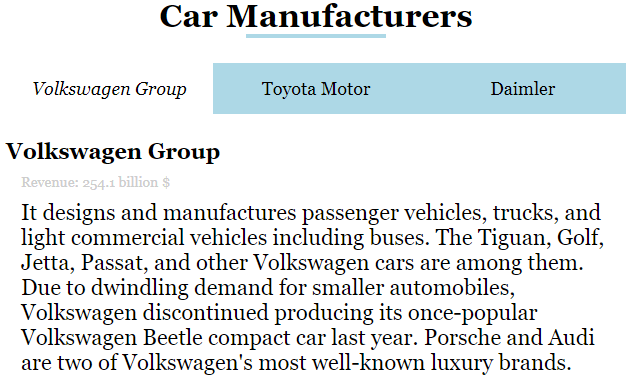 Car Manufacturers
Volkswagen Group
Toyota Motor
Daimler
Volkswagen Group
Revenue: 254.1 billion $
It designs and manufactures passenger vehicles, trucks, and
light commercial vehicles including buses. The Tiguan, Golf,
Jetta, Passat, and other Volkswagen cars are among them.
Due to dwindling demand for smaller automobiles,
Volkswagen discontinued producing its once-popular
Volkswagen Beetle compact car last year. Porsche and Audi
are two of Volkswagen's most well-known luxury brands.